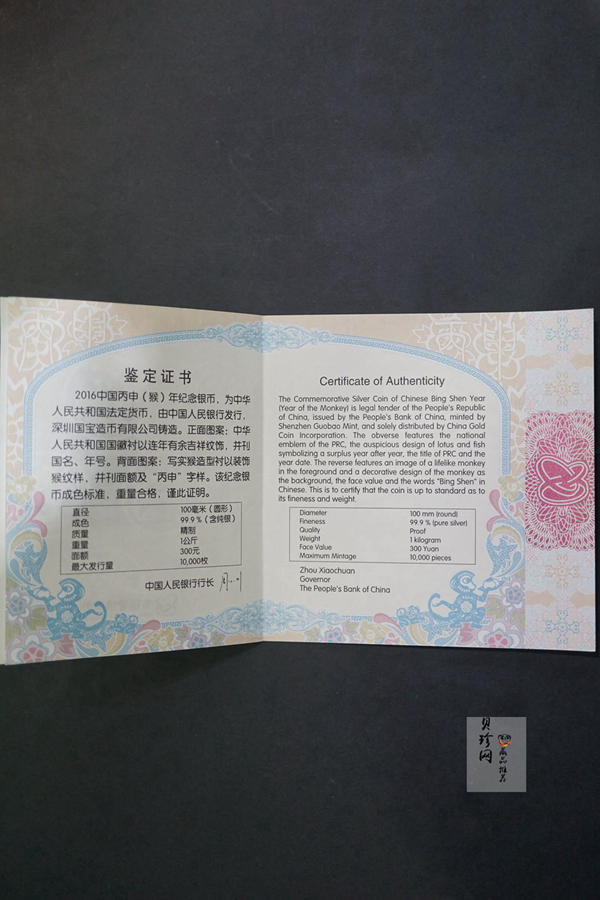 鉴定证书
2016中国丙申（猴）年纪念银币，为中华
人民共和国法定货币，由中国人民银行发行，
深圳国宝造币有限公司铸造。正面图案：中华
人民共和国国徽衬以连年有余吉祥纹饰，并刊
国名、年号。背面图案：写实猴造型衬以装饰
猴纹样，并刊面额及“丙申”字样。该纪念银
币成色标准，重量合格，谨此证明。
直径 100毫米（圆形）
成色 99.9％（含纯银）
质量 精制
重量 1公斤
面额 300元
最大发行量 10,000枚
中国人民银行行长
Certificate of Authenticity
The Commemorative Silver Coin of Chinese Bing Shen Year
(Year of the Monkey) is legal tender of the People's Republic
of China, issued by the People's Bank of China, minted by
Shenzhen Guobao Mint, and solely distributed by China Gold
Coin Incorporation. The obverse features the national
emblem of the PRC, the auspicious design of lotus and fish
symbolizing a surplus year after year, the title of PRC and the
year date. The reverse features an image of a lifelike monkey
in the foreground and a decorative design of the monkey as
the background, the face value and the words “Bing Shen” in
Chinese. This is to certify that the coin is up to standard as to
its fineness and weight.
Diameter 100 mm (round)
Fineness 99.9 % (pure silver)
Quality Proof
Weight 1 kilogram
Face Value 300 Yuan
Maximum Mintage 10,000 pieces
Zhou Xiaochuan
Governor
The People's Bank of China
贝珍网